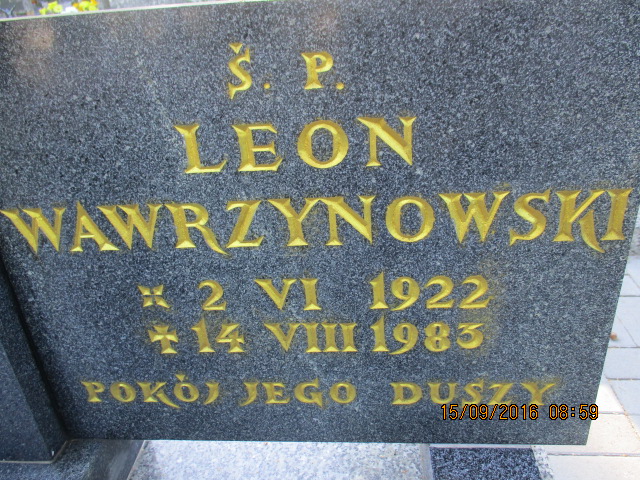 Ś. P.
LEON
WAWRZYNOWSKI
¤ 2 VI 1922
✝ 14 VIII 1983
POKÓJ JEGO DUSZY
15/09/2016 08:59